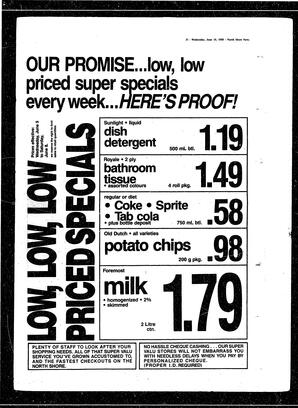 OUR PROMISE...low, low
priced super specials
every week...HERE'S PROOF!
LOW, LOW, LOW
PRICED SPECIALS
Prices effective:
Sunlight • liquid
dish
detergent
500 mL btl.
1.19
Royale • 2 ply
bathroom
tissue
• assorted colours
4 roll pkg.
1.49
regular or diet
• Coke • Sprite
• Tab cola
• plus bottle deposit
750 mL btl.
.58
Old Dutch • all varieties
potato chips
200 g pkg.
.98
Foremost
milk
• homogenized • 2%
• skimmed
2 Litre
ctn.
1.79
PLENTY OF STAFF TO LOOK AFTER YOUR
SHOPPING NEEDS, ALL OF THAT SUPER VALU
SERVICE YOU'VE GROWN ACCUSTOMED TO,
AND THE FASTEST CHECKOUTS ON THE
NORTH SHORE.
NO HASSLE CHEQUE CASHING . . . OUR SUPER
VALU STORES WILL NOT EMBARRASS YOU
WITH NEEDLESS DELAYS WHEN YOU PAY BY
PERSONALIZED CHEQUE.
(PROPER I.D. REQUIRED)